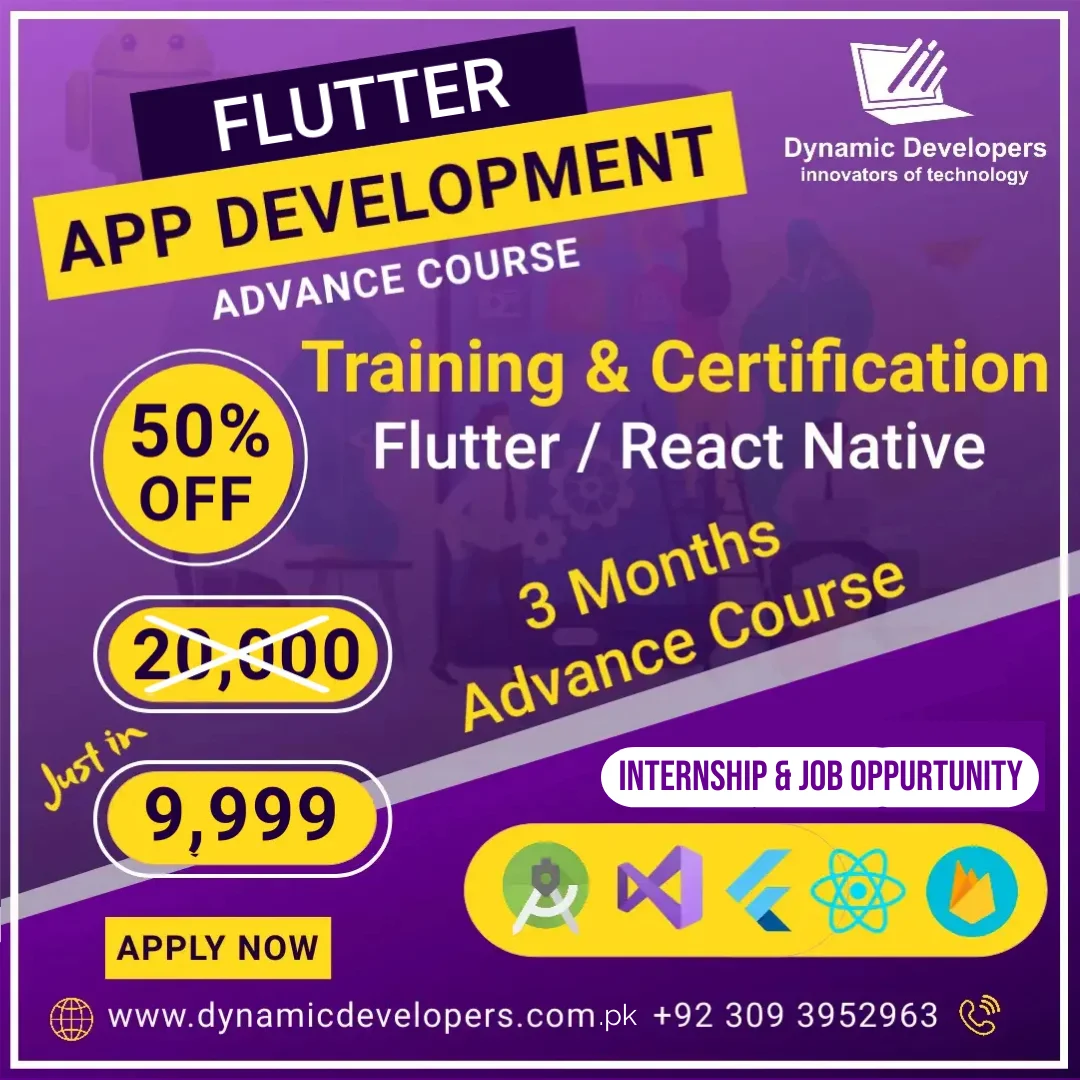 FLUTTER
APP DEVELOPMENT
ADVANCE COURSE
Dynamic Developers
innovators of technology
Training & Certification
Flutter / React Native
50%
OFF
3 Months
Advance Course
20,000
Just in
9,999
INTERNSHIP & JOB OPPURTUNITY
APPLY NOW
www.dynamicdevelopers.com.pk +92 309 3952963